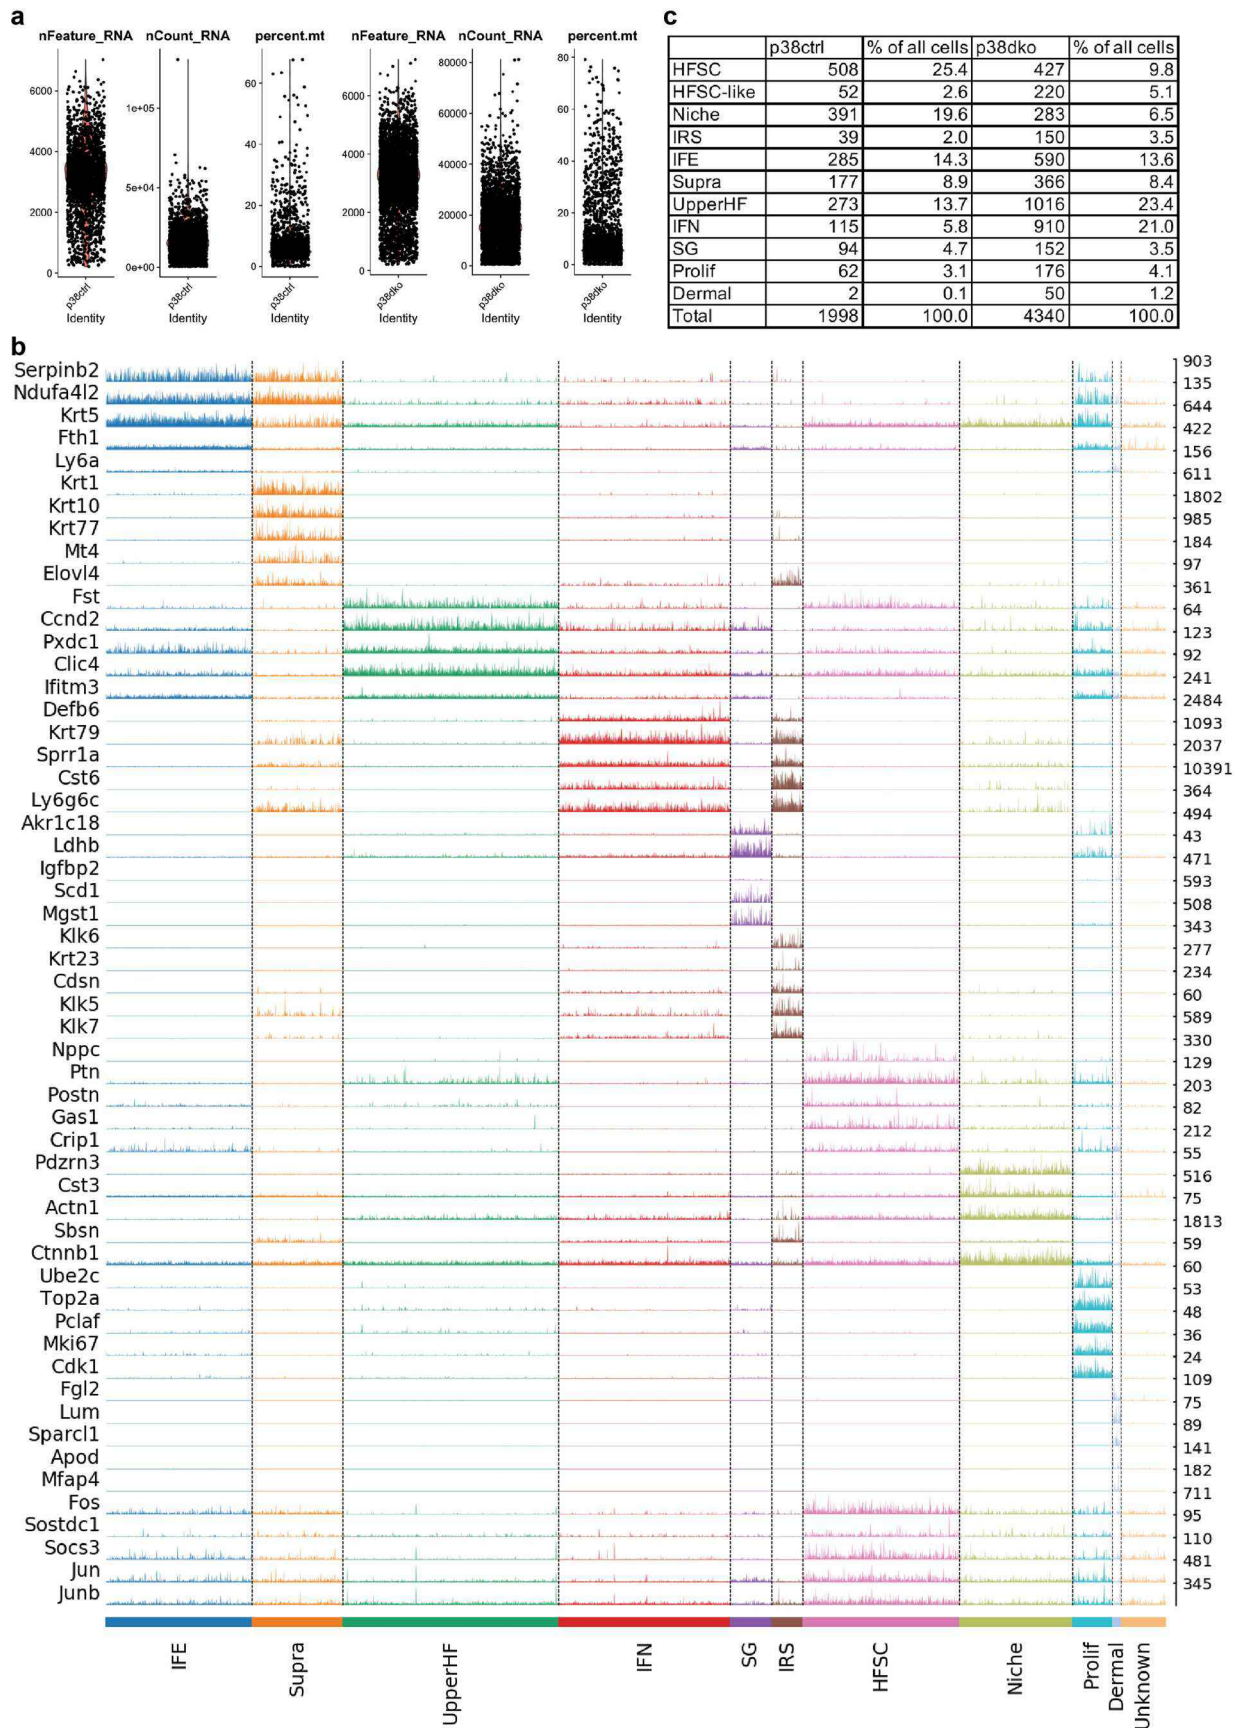 a
nFeature_RNA nCount_RNA percent.mt nFeature_RNA nCount_RNA percent.mt
6000
4000
2000
0
1e+05
5e+04
0e+00
60
40
20
0
6000
4000
2000
0
80000
60000
40000
20000
0
80
60
40
20
0
p38ctrl p38ctrl p38ctrl p38dko p38dko p38dko
Identity Identity Identity Identity Identity Identity
c
p38ctrl % of all cells p38dko % of all cells
HFSC 508 25.4 427 9.8
HFSC-like 52 2.6 220 5.1
Niche 391 19.6 283 6.5
IRS 39 2.0 150 3.5
IFE 285 14.3 590 13.6
Supra 177 8.9 366 8.4
UpperHF 273 13.7 1016 23.4
IFN 115 5.8 910 21.0
SG 94 4.7 152 3.5
Prolif 62 3.1 176 4.1
Dermal 2 0.1 50 1.2
Total 1998 100.0 4340 100.0
b
903
Serpinb2 135
Ndufa4l2 644
Krt5 422
Fth1 156
Ly6a 611
Krt1 1802
Krt10 985
Krt77 184
Mt4 97
Elovl4 361
Fst 64
Ccnd2 123
Pxdc1 92
Clic4 241
Ifitm3 2484
Defb6 1093
Krt79 2037
Sprr1a 10391
Cst6 364
Ly6g6c 494
Akr1c18 43
Ldhb 471
Igfbp2 593
Scd1 508
Mgst1 343
Klk6 277
Krt23 234
Cdsn 60
Klk5 589
Klk7 330
Nppc 129
Ptn 203
Postn 82
Gas1 212
Crip1 55
Pdzrn3 516
Cst3 75
Actn1 1813
Sbsn 59
Ctnnb1 60
Ube2c 53
Top2a 48
Pclaf 36
Mki67 24
Cdk1 109
Fgl2 75
Lum 89
Sparcl1 141
Apod 182
Mfap4 711
Fos 95
Sostdc1 110
Socs3 481
Jun 345
Junb
IFE Supra UpperHF IFN SG IRS HFSC Niche Prolif Dermal Unknown